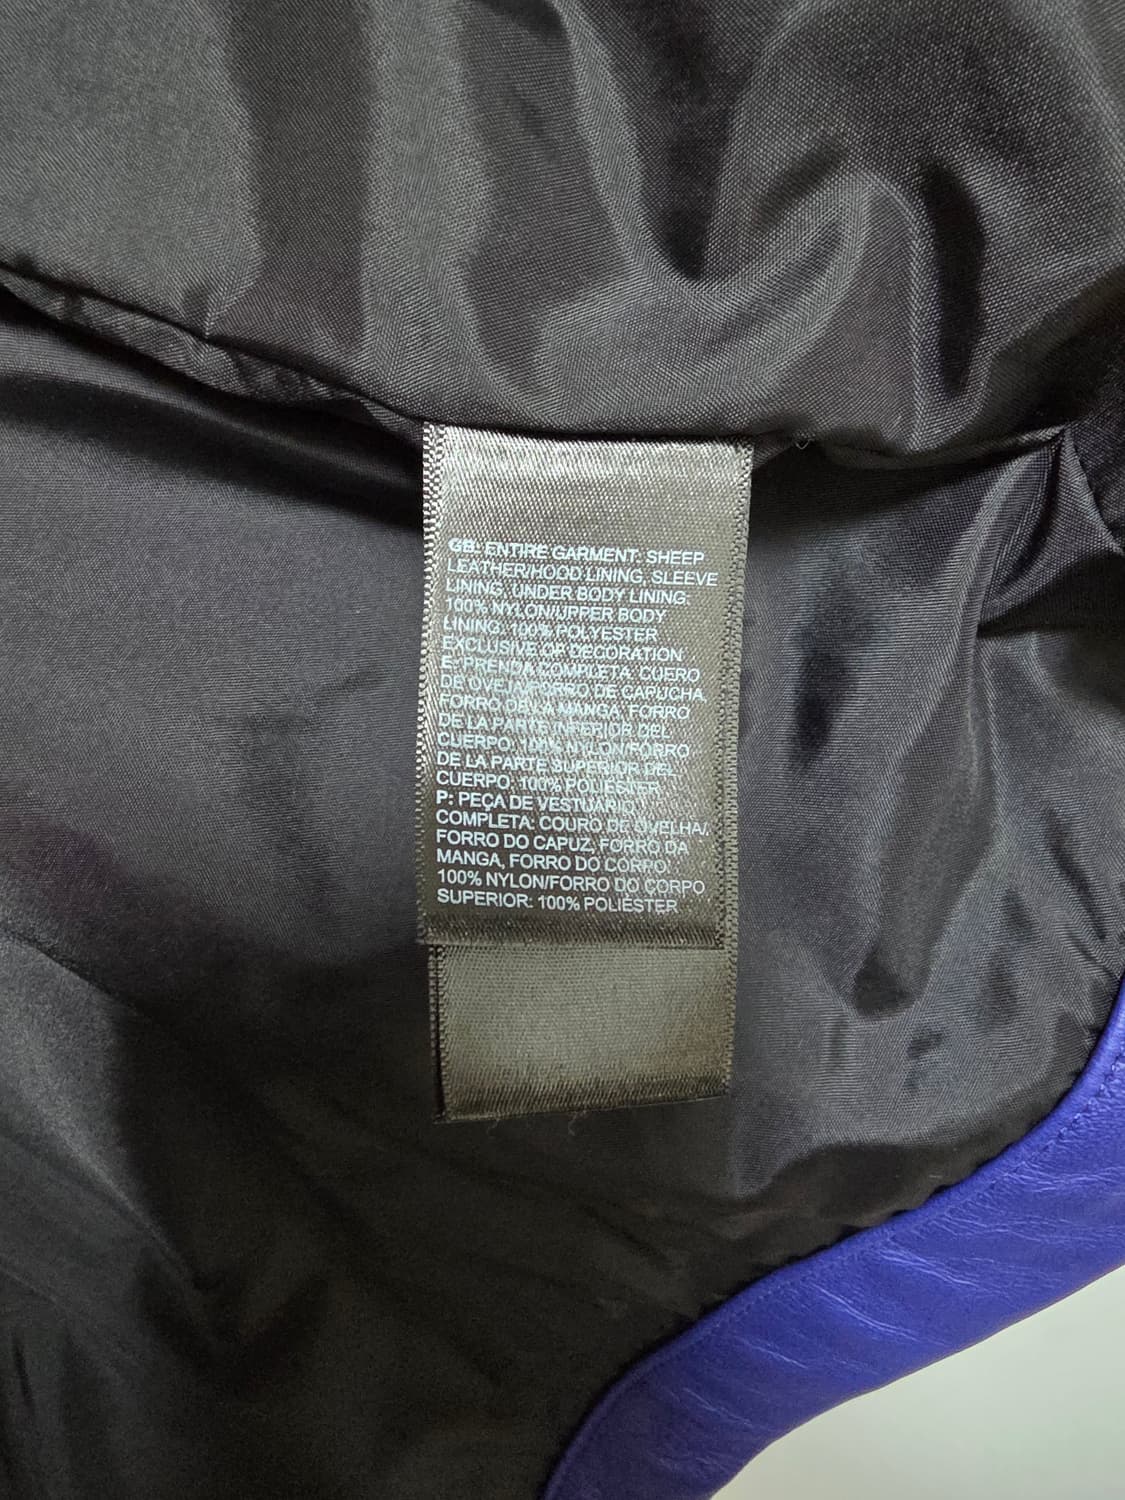 GB: ENTIRE GARMENT: SHEEP
LEATHER/HOOD LINING, SLEEVE
LINING, UNDER BODY LINING:
100% NYLON/UPPER BODY
LINING: 100% POLYESTER
EXCLUSIVE OF DECORATION
E: PRENDA COMPLETA: CUERO
DE OVEJA/FORRO DE CAPUCHA,
FORRO DE LA MANGA, FORRO
DE LA PARTE INFERIOR DEL
CUERPO: 100% NYLON/FORRO
DE LA PARTE SUPERIOR DEL
CUERPO: 100% POLIÉSTER
P: PEÇA DE VESTUÁRIO
COMPLETA: COURO DE OVELHA/
FORRO DO CAPUZ, FORRO DA
MANGA, FORRO DO CORPO:
100% NYLON/FORRO DO CORPO
SUPERIOR: 100% POLIÉSTER